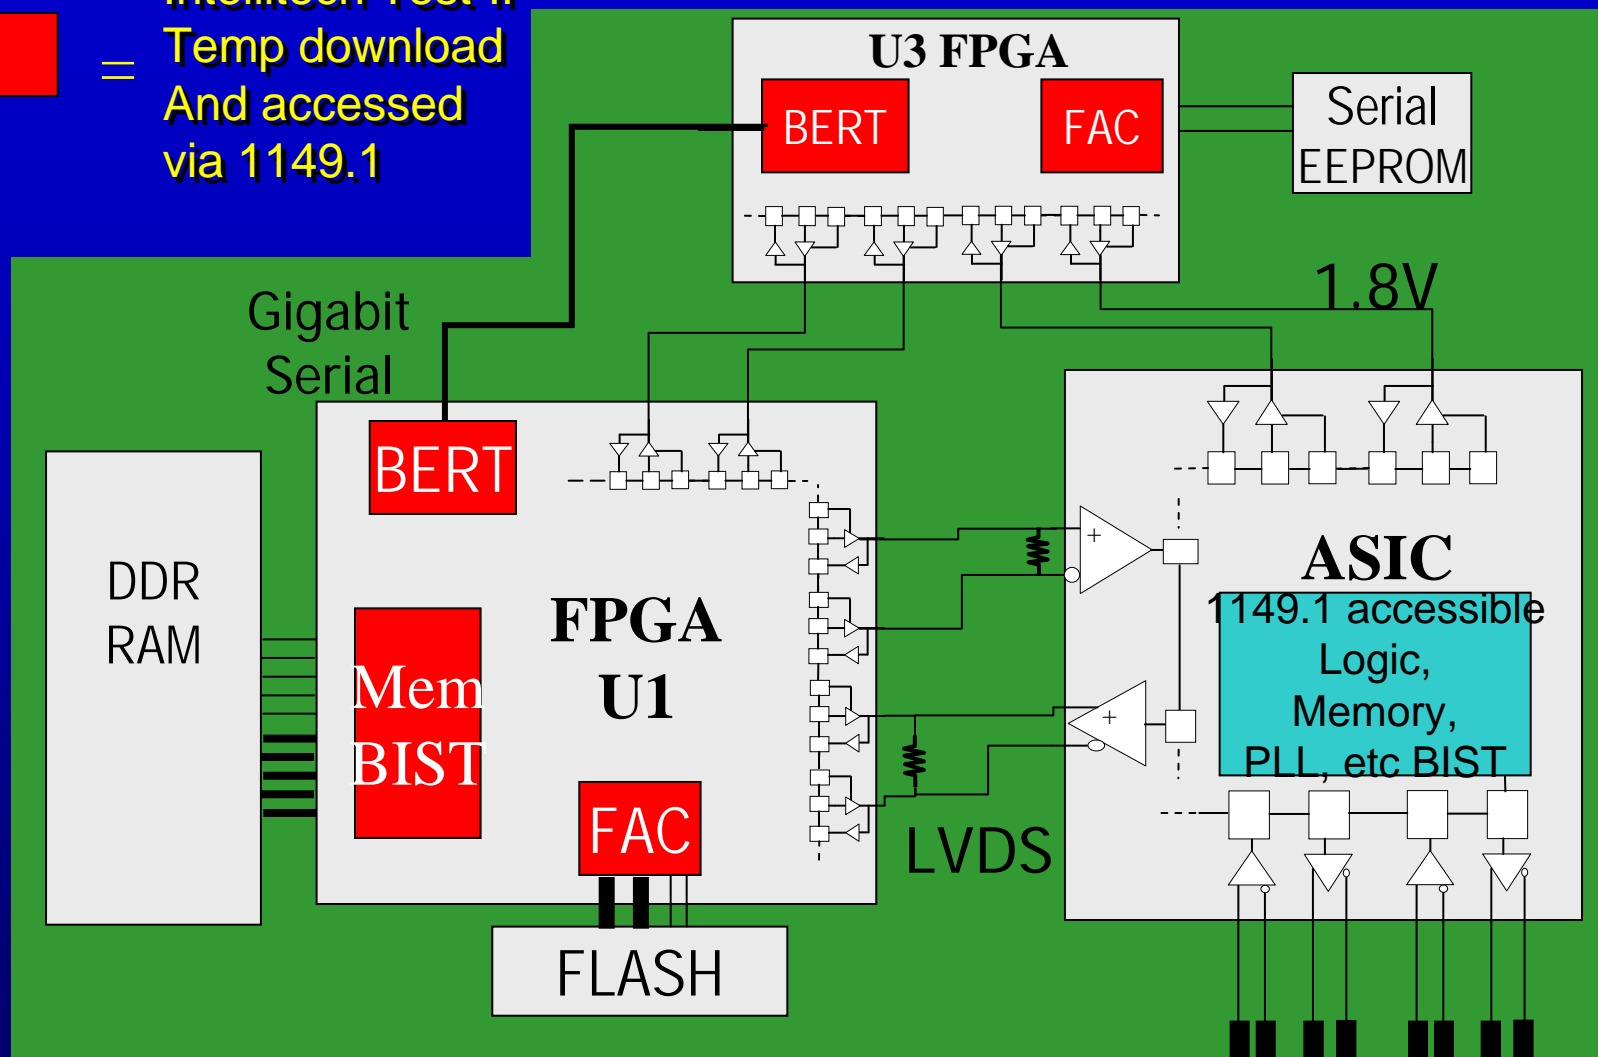 =
Temp download
And accessed
via 1149.1
U3 FPGA
BERT
FAC
Serial
EEPROM
1.8V
Gigabit
Serial
BERT
DDR
RAM
FPGA
U1
Mem
BIST
FAC
FLASH
LVDS
+
+
ASIC
1149.1 accessible
Logic,
Memory,
PLL, etc BIST